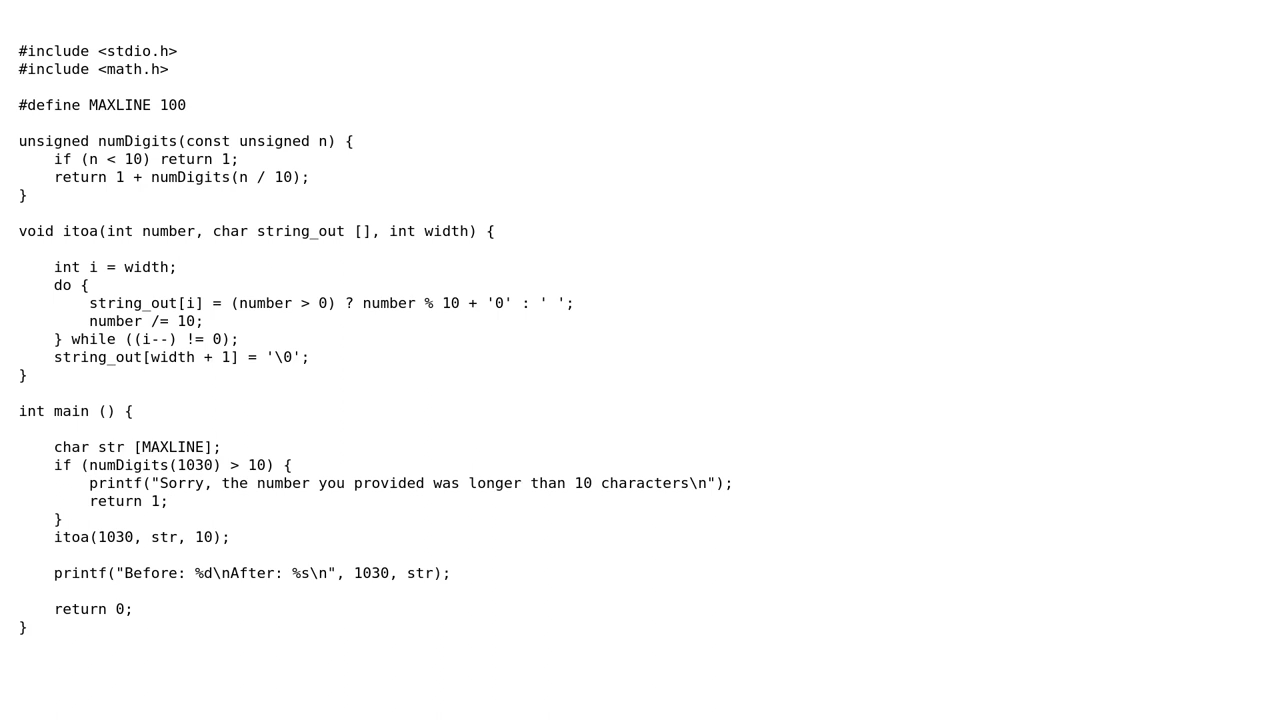 #include <stdio.h>
#include <math.h>

#define MAXLINE 100

unsigned numDigits(const unsigned n) {
    if (n < 10) return 1;
    return 1 + numDigits(n / 10);
}

void itoa(int number, char string_out [], int width) {

    int i = width;
    do {
        string_out[i] = (number > 0) ? number % 10 + '0' : ' ';
        number /= 10;
    } while ((i--) != 0);
    string_out[width + 1] = '\0';
}

int main () {

    char str [MAXLINE];
    if (numDigits(1030) > 10) {
        printf("Sorry, the number you provided was longer than 10 characters\n");
        return 1;
    }
    itoa(1030, str, 10);

    printf("Before: %d\nAfter: %s\n", 1030, str);

    return 0;
}